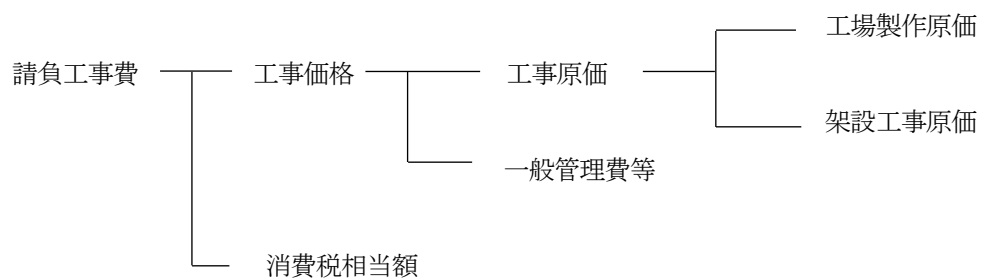 工場製作原価
請負工事費 工事価格 工事原価
架設工事原価
一般管理費等
消費税相当額